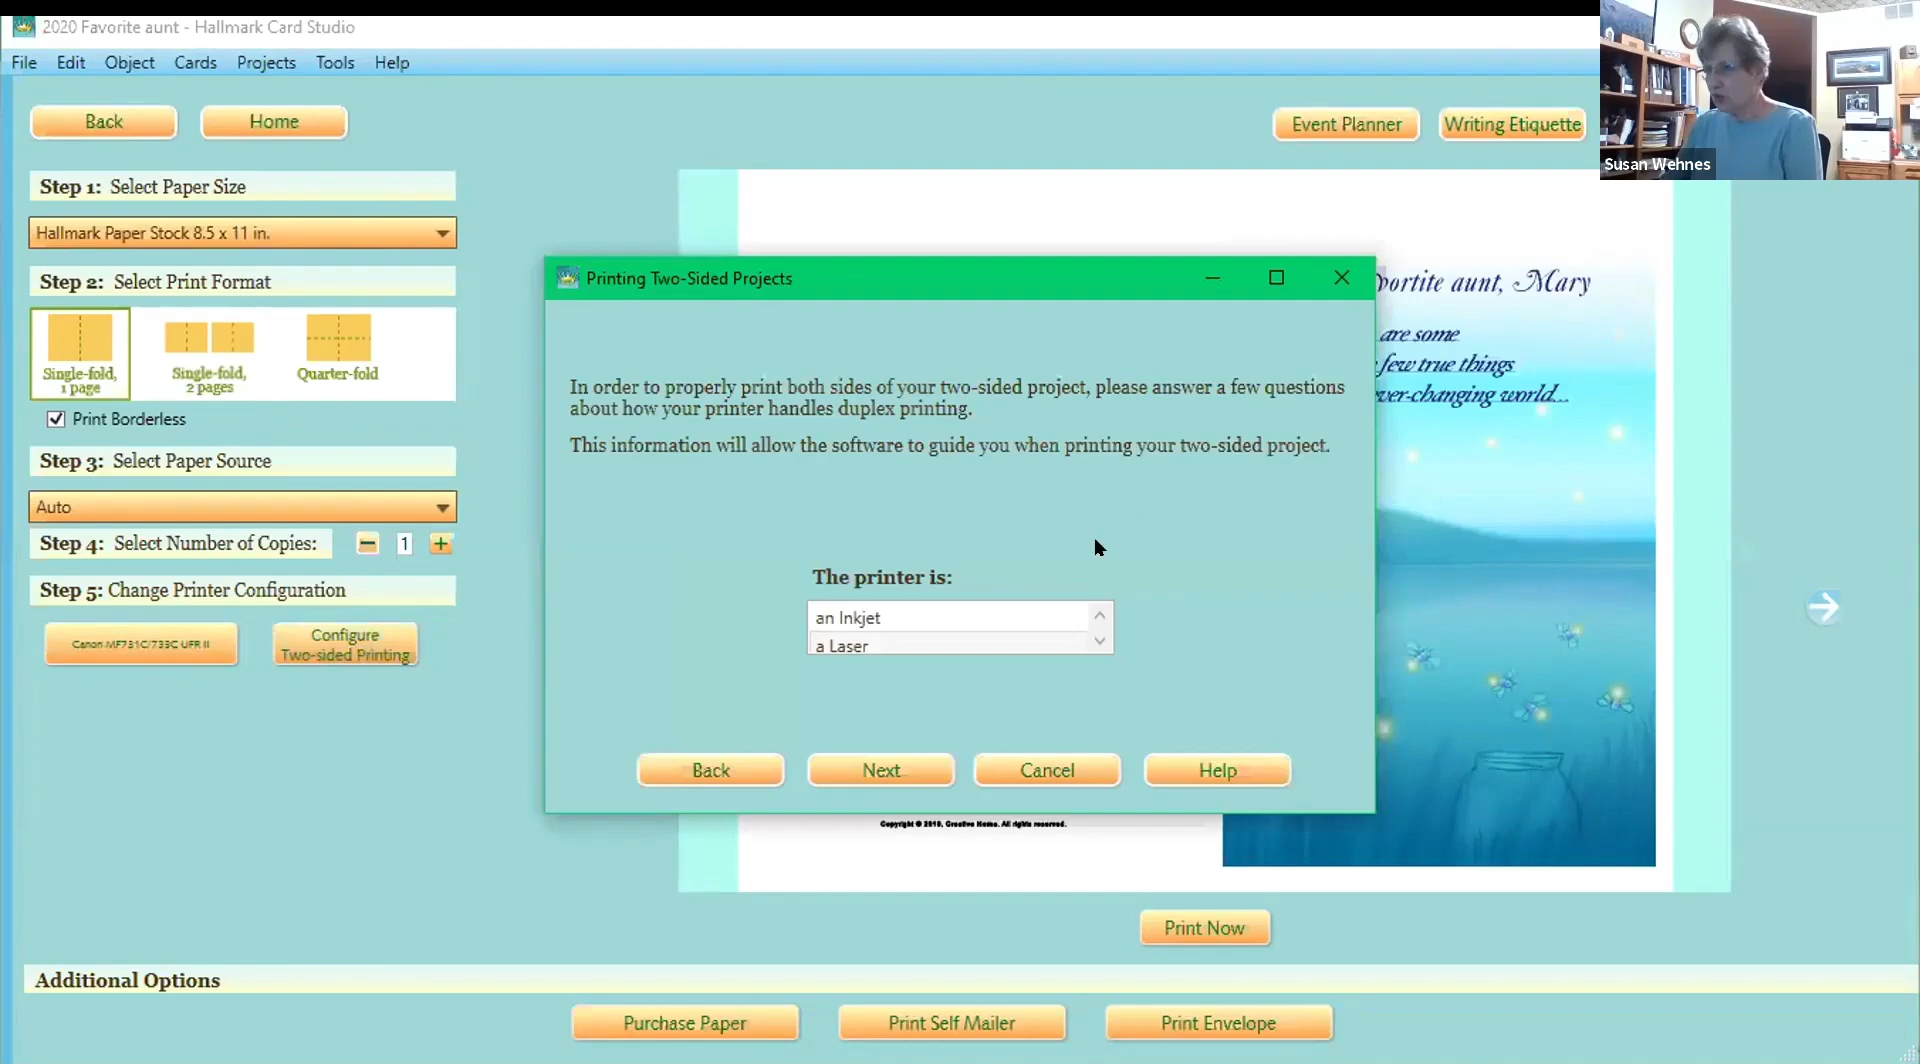 2020 Favorite aunt - Hallmark Card Studio
File Edit Object Cards Projects Tools Help
Back Home
Event Planner Writing Etiquette
Susan Wehnes
Step 1: Select Paper Size
Hallmark Paper Stock 8.5 x 11 in.
Step 2: Select Print Format
Single-fold,
1 page
Single-fold,
2 pages
Quarter-fold
Print Borderless
Step 3: Select Paper Source
Auto
Step 4: Select Number of Copies: 1
Step 5: Change Printer Configuration
Canon MF731C/733C UFR II
Configure
Two-sided Printing
Printing Two-Sided Projects
In order to properly print both sides of your two-sided project, please answer a few questions
about how your printer handles duplex printing.
This information will allow the software to guide you when printing your two-sided project.
The printer is:
an Inkjet
a Laser
Back Next Cancel Help
vortite aunt, Mary
are some
few true things
ver-changing world...
Copyright © 2019, Creative Home. All rights reserved.
Print Now
Additional Options
Purchase Paper Print Self Mailer Print Envelope